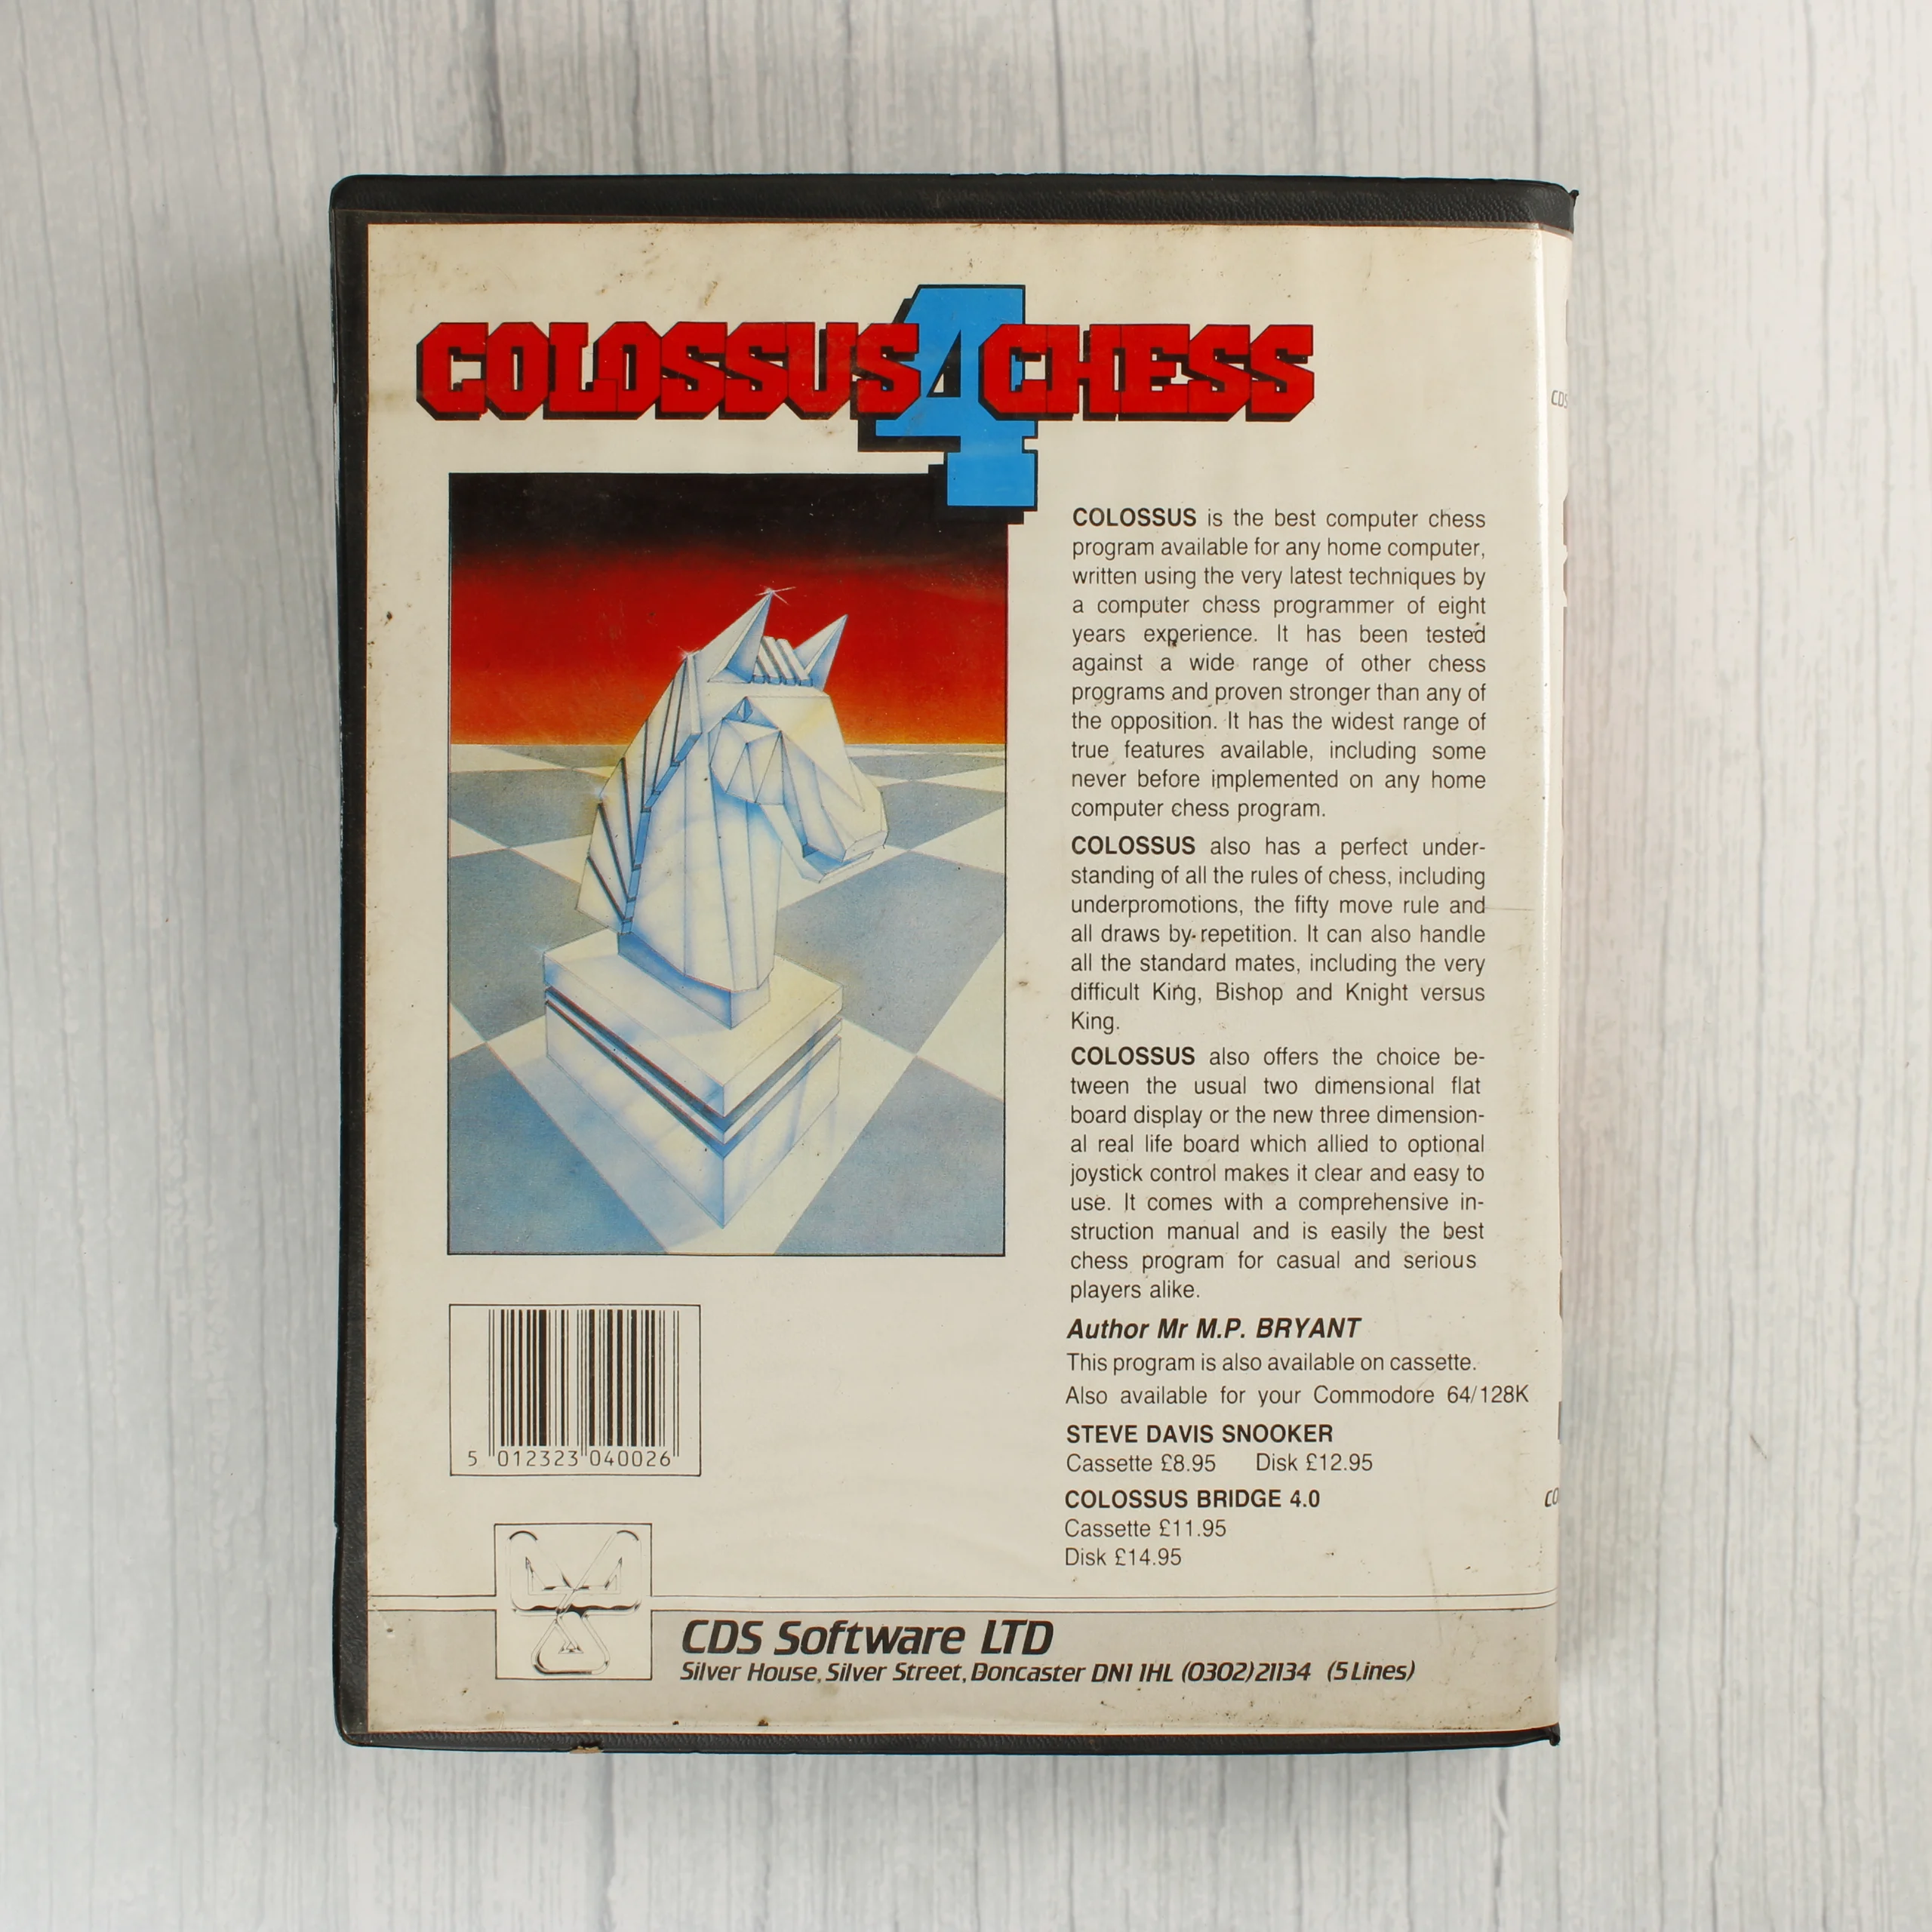 COLOSSUS 4 CHESS
COLOSSUS is the best computer chess
program available for any home computer,
written using the very latest techniques by
a computer chess programmer of eight
years experience. It has been tested
against a wide range of other chess
programs and proven stronger than any of
the opposition. It has the widest range of
true features available, including some
never before implemented on any home
computer chess program.
COLOSSUS also has a perfect under-
standing of all the rules of chess, including
underpromotions, the fifty move rule and
all draws by repetition. It can also handle
all the standard mates, including the very
difficult King, Bishop and Knight versus
King.
COLOSSUS also offers the choice be-
tween the usual two dimensional flat
board display or the new three dimension-
al real life board which allied to optional
joystick control makes it clear and easy to
use. It comes with a comprehensive in-
struction manual and is easily the best
chess program for casual and serious
players alike.
Author Mr M.P. BRYANT
This program is also available on cassette.
Also available for your Commodore 64/128K
STEVE DAVIS SNOOKER
Cassette £8.95 Disk £12.95
COLOSSUS BRIDGE 4.0
Cassette £11.95
Disk £14.95
5 012323 040026
CDS Software LTD
Silver House, Silver Street, Doncaster DN1 1HL (0302) 21134 (5 Lines)
CDS